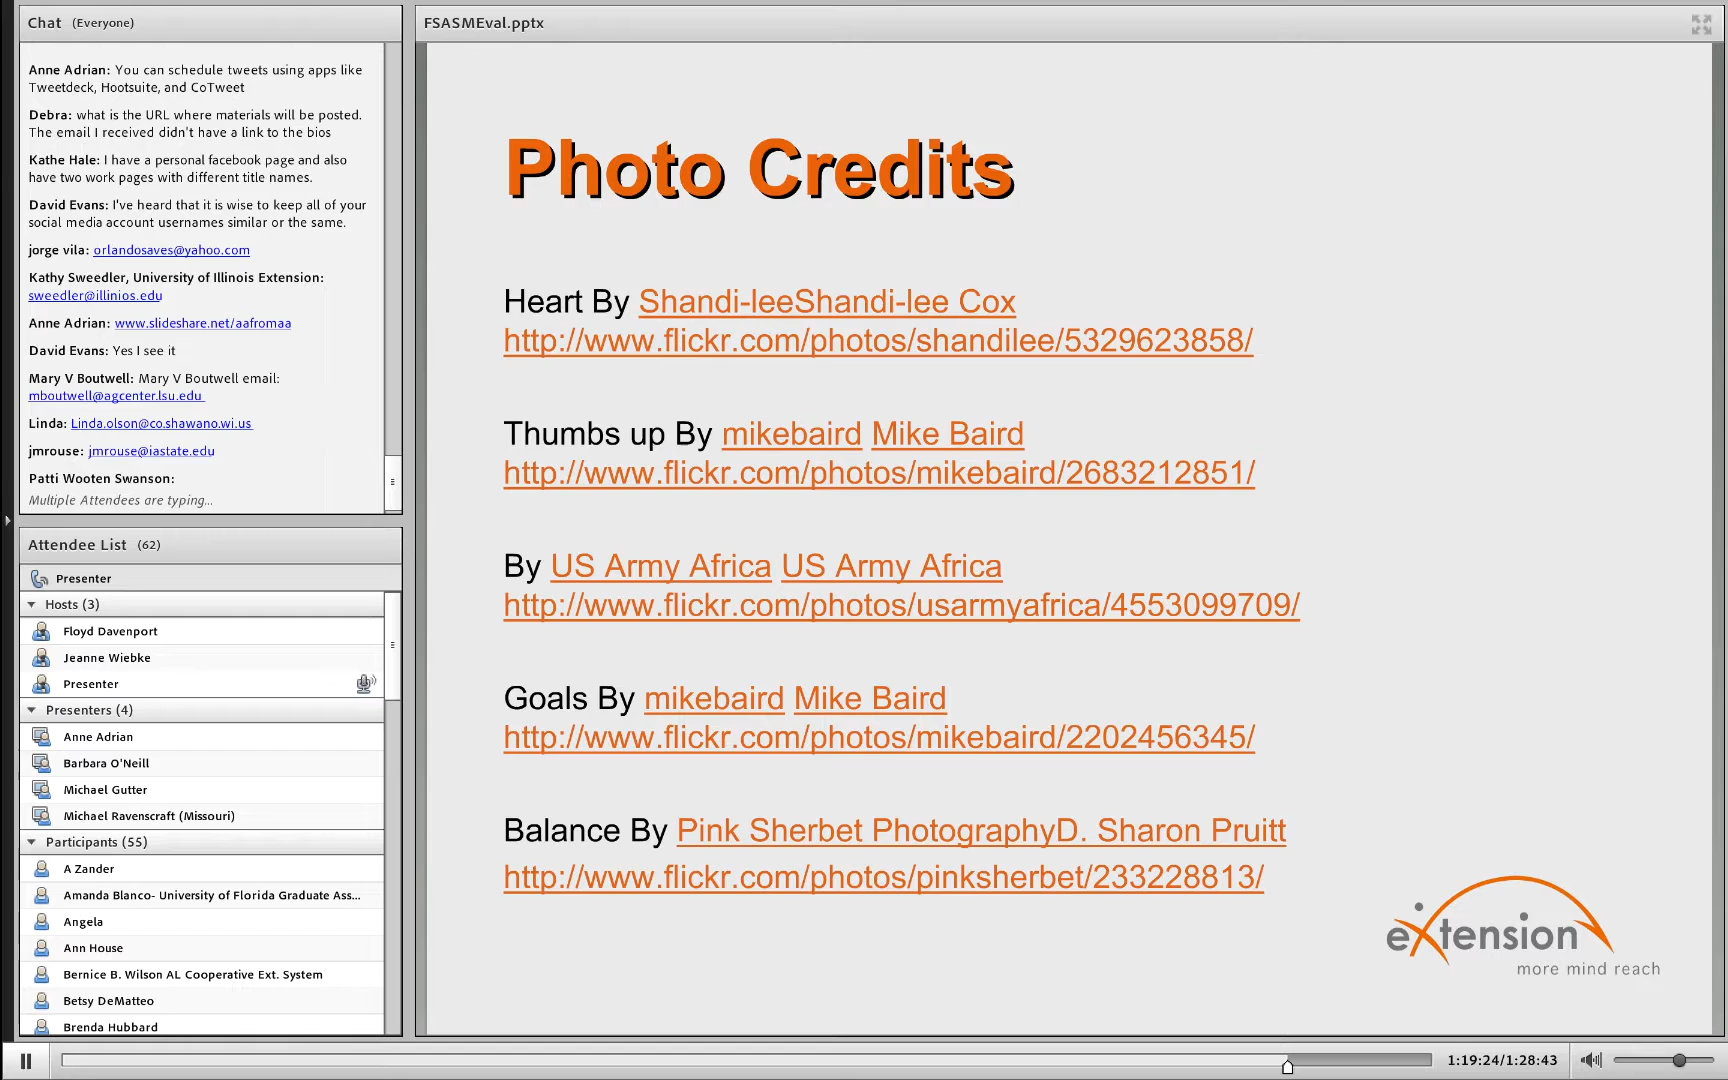 Chat (Everyone)
Anne Adrian: You can schedule tweets using apps like
Tweetdeck, Hootsuite, and CoTweet
Debra: what is the URL where materials will be posted.
The email I received didn't have a link to the bios
Kathe Hale: I have a personal facebook page and also
have two work pages with different title names.
David Evans: I've heard that it is wise to keep all of your
social media account usernames similar or the same.
jorge vila: orlandosaves@yahoo.com
Kathy Sweedler, University of Illinois Extension:
sweedler@illinios.edu
Anne Adrian: www.slideshare.net/aafromaa
David Evans: Yes I see it
Mary V Boutwell: Mary V Boutwell email:
mboutwell@agcenter.lsu.edu
Linda: Linda.olson@co.shawano.wi.us
jmrouse: jmrouse@iastate.edu
Patti Wooten Swanson:
Multiple Attendees are typing...
Attendee List (62)
Presenter
Hosts (3)
Floyd Davenport
Jeanne Wiebke
Presenter
Presenters (4)
Anne Adrian
Barbara O'Neill
Michael Gutter
Michael Ravenscraft (Missouri)
Participants (55)
A Zander
Amanda Blanco- University of Florida Graduate Ass...
Angela
Ann House
Bernice B. Wilson AL Cooperative Ext. System
Betsy DeMatteo
Brenda Hubbard
FSASMEval.pptx
Photo Credits
Heart By Shandi-leeShandi-lee Cox
http://www.flickr.com/photos/shandilee/5329623858/
Thumbs up By mikebaird Mike Baird
http://www.flickr.com/photos/mikebaird/2683212851/
By US Army Africa US Army Africa
http://www.flickr.com/photos/usarmyafrica/4553099709/
Goals By mikebaird Mike Baird
http://www.flickr.com/photos/mikebaird/2202456345/
Balance By Pink Sherbet PhotographyD. Sharon Pruitt
http://www.flickr.com/photos/pinksherbet/233228813/
eXtension
more mind reach
1:19:24/1:28:43